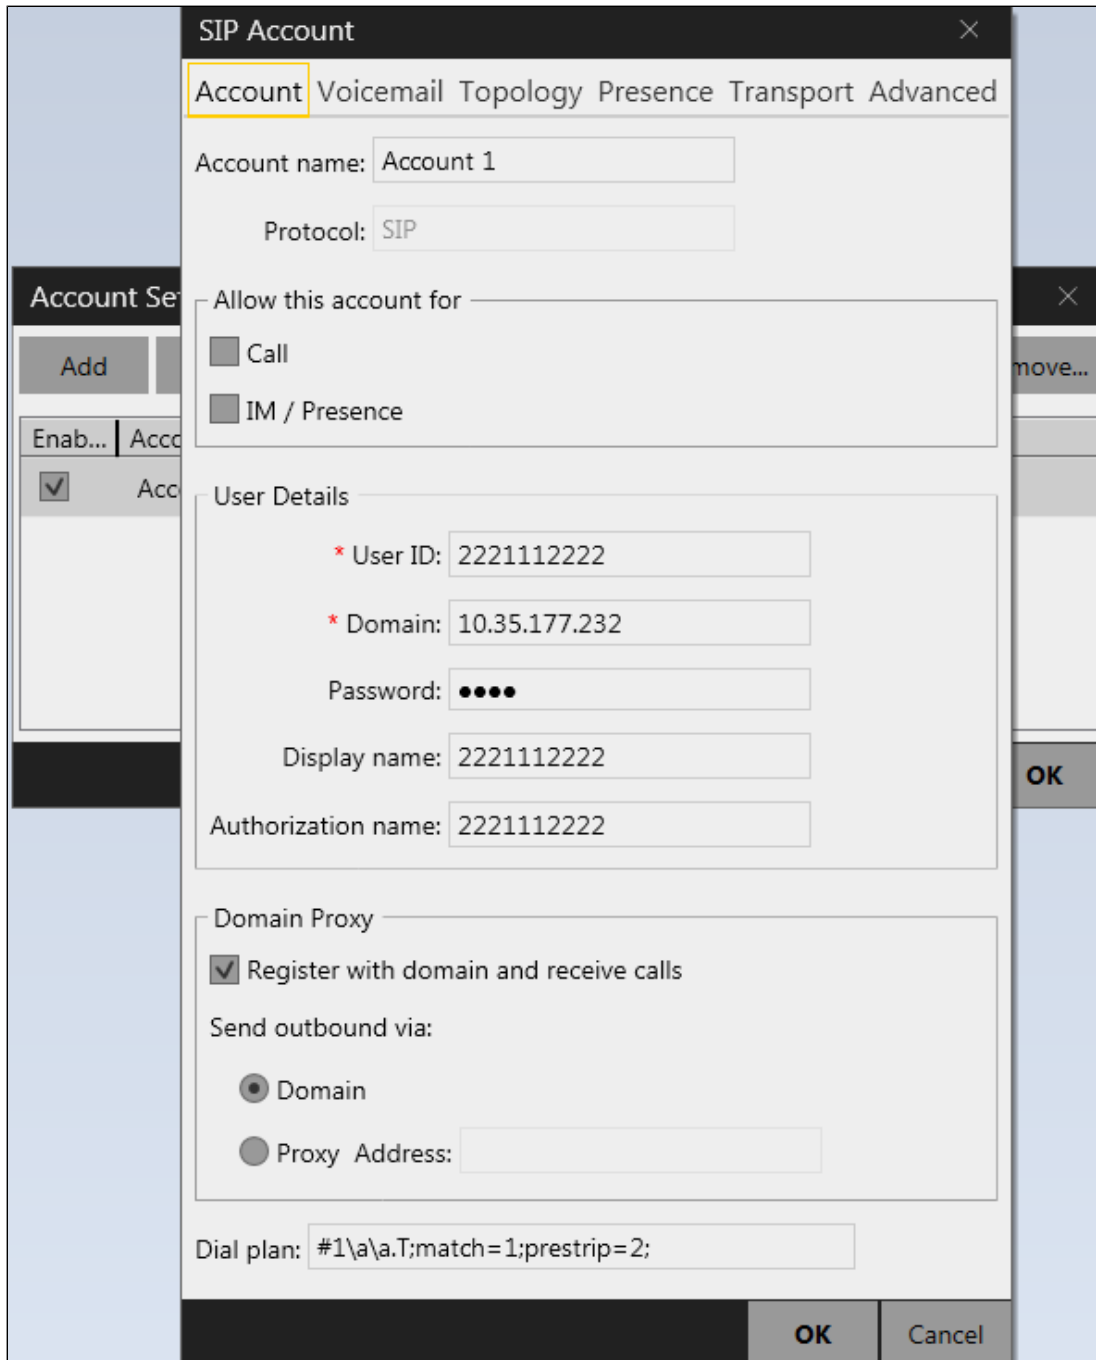 SIP Account
Account Voicemail Topology Presence Transport Advanced
Account name: Account 1
Protocol: SIP
Allow this account for
Call
IM / Presence
User Details
* User ID: 2221112222
* Domain: 10.35.177.232
Password: ●●●●
Display name: 2221112222
Authorization name: 2221112222
Domain Proxy
Register with domain and receive calls
Send outbound via:
Domain
Proxy Address:
Dial plan: #1\a\a.T;match=1;prestrip=2;
OK Cancel
Account Se
Add move...
Enab... Acco
Acc
OK